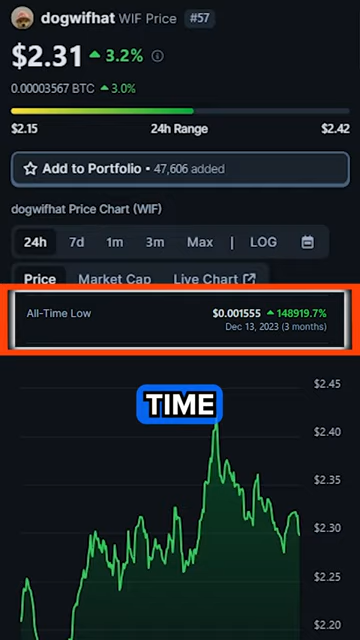 dogwifhat WIF Price #57
$2.31 3.2%
0.00003567 BTC 3.0%
$2.15 24h Range $2.42
Add to Portfolio • 47,606 added
dogwifhat Price Chart (WIF)
24h 7d 1m 3m Max | LOG
Price Market Cap Live Chart
All-Time Low $0.001555 148919.7%
Dec 13, 2023 (3 months)
$2.45
TIME
$2.40
$2.35
$2.30
$2.25
$2.20